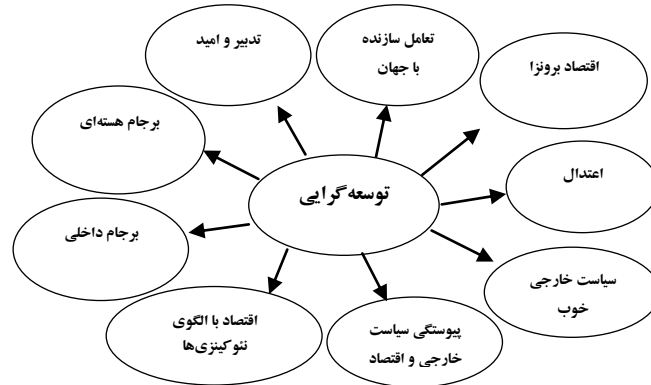 تدبیر و امید
تعامل سازنده
با جهان
اقتصاد برونزا
برجام هسته‌ای
اعتدال
توسعه‌گرایی
برجام داخلی
سیاست خارجی
خوب
اقتصاد با الگوی
نئوکینزی‌ها
پیوستگی سیاست
خارجی و اقتصاد